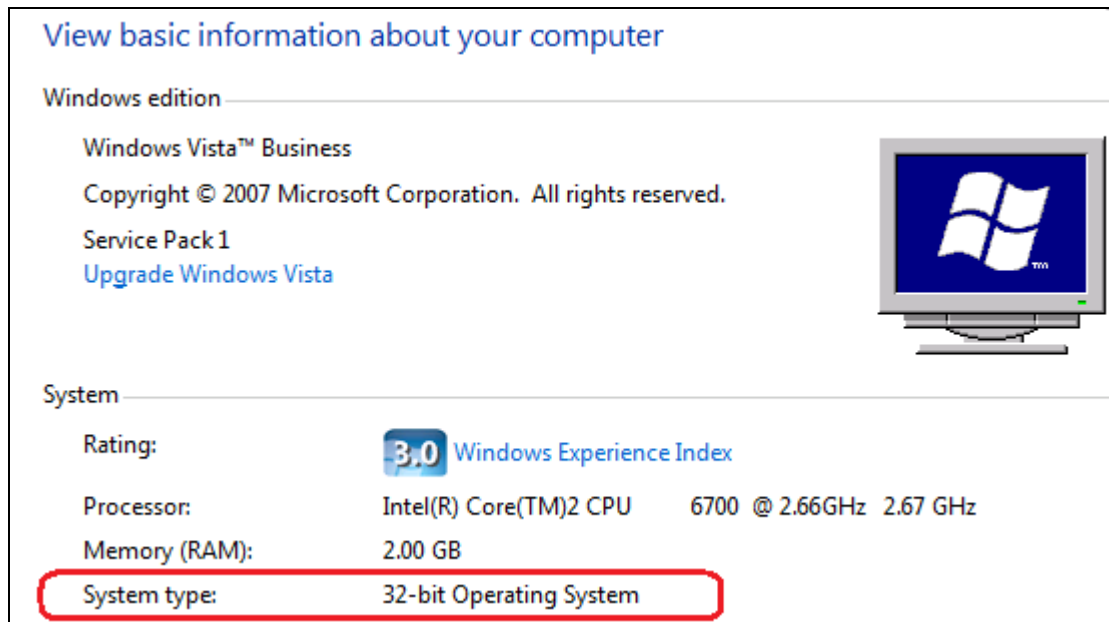 View basic information about your computer
Windows edition
Windows Vista™ Business
Copyright © 2007 Microsoft Corporation. All rights reserved.
Service Pack 1
Upgrade Windows Vista
TM
System
Rating: 3.0 Windows Experience Index
Processor: Intel(R) Core(TM)2 CPU 6700 @ 2.66GHz 2.67 GHz
Memory (RAM): 2.00 GB
System type: 32-bit Operating System